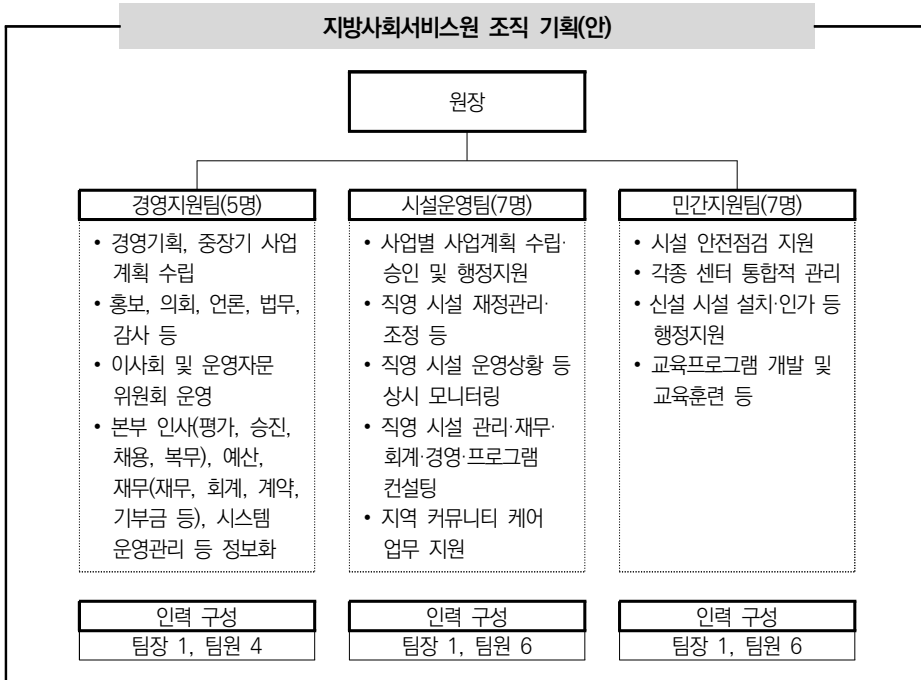 지방사회서비스원 조직 기획(안)
원장
경영지원팀(5명)
• 경영기획, 중장기 사업
계획 수립
• 홍보, 의회, 언론, 법무,
감사 등
• 이사회 및 운영자문
위원회 운영
• 본부 인사(평가, 승진,
채용, 복무), 예산,
재무(재무, 회계, 계약,
기부금 등), 시스템
운영관리 등 정보화
인력 구성
팀장 1, 팀원 4
시설운영팀(7명)
• 사업별 사업계획 수립·
승인 및 행정지원
• 직영 시설 재정관리·
조정 등
• 직영 시설 운영상황 등
상시 모니터링
• 직영 시설 관리·재무·
회계·경영·프로그램
컨설팅
• 지역 커뮤니티 케어
업무 지원
인력 구성
팀장 1, 팀원 6
민간지원팀(7명)
• 시설 안전점검 지원
• 각종 센터 통합적 관리
• 신설 시설 설치·인가 등
행정지원
• 교육프로그램 개발 및
교육훈련 등
인력 구성
팀장 1, 팀원 6